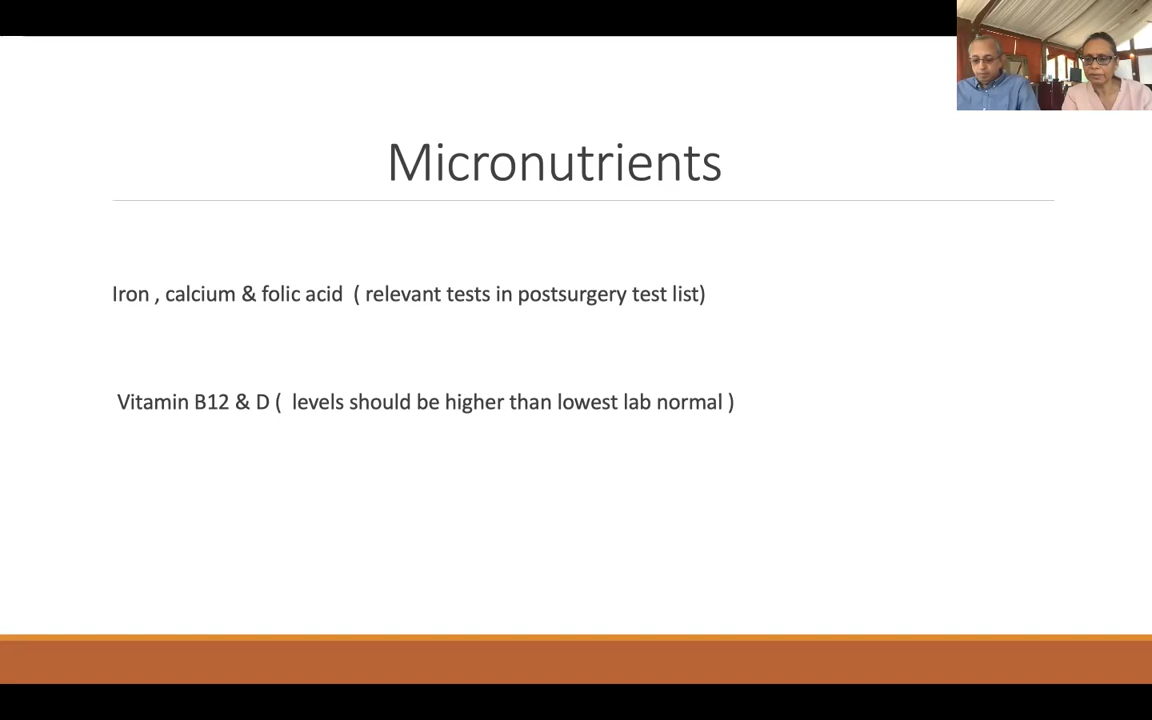 Micronutrients
Iron , calcium & folic acid ( relevant tests in postsurgery test list)
Vitamin B12 & D ( levels should be higher than lowest lab normal )